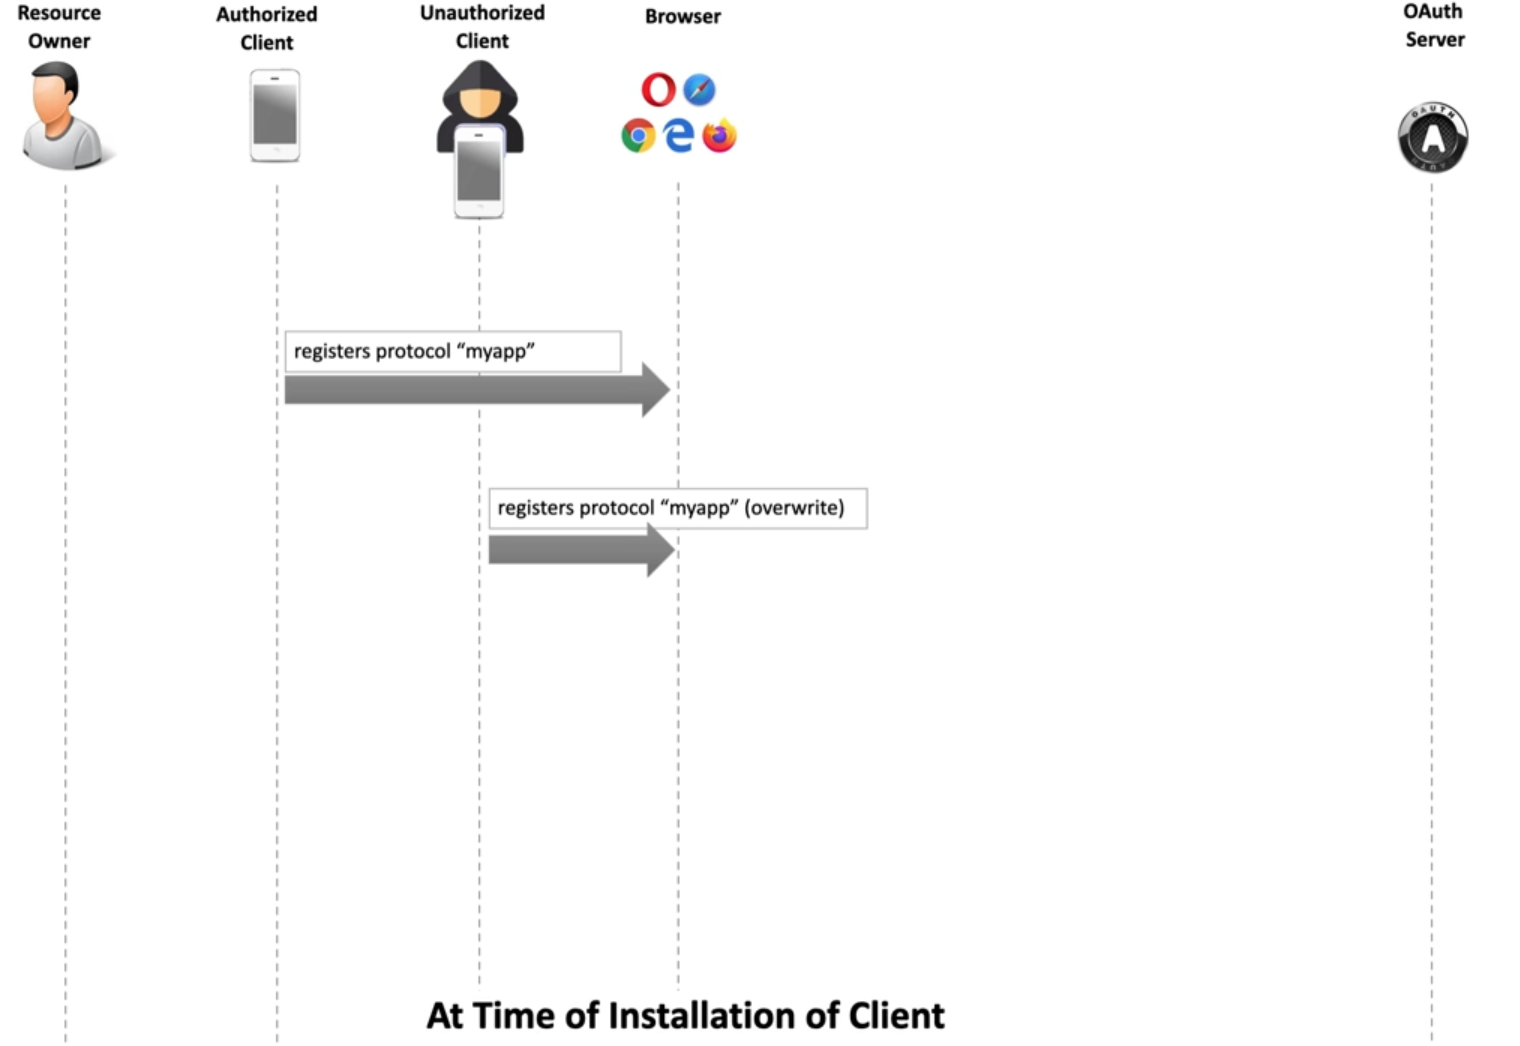 Resource
Owner
Authorized
Client
Unauthorized
Client
Browser
OAuth
Server
OAUTH
A
registers protocol “myapp”
registers protocol “myapp” (overwrite)
At Time of Installation of Client